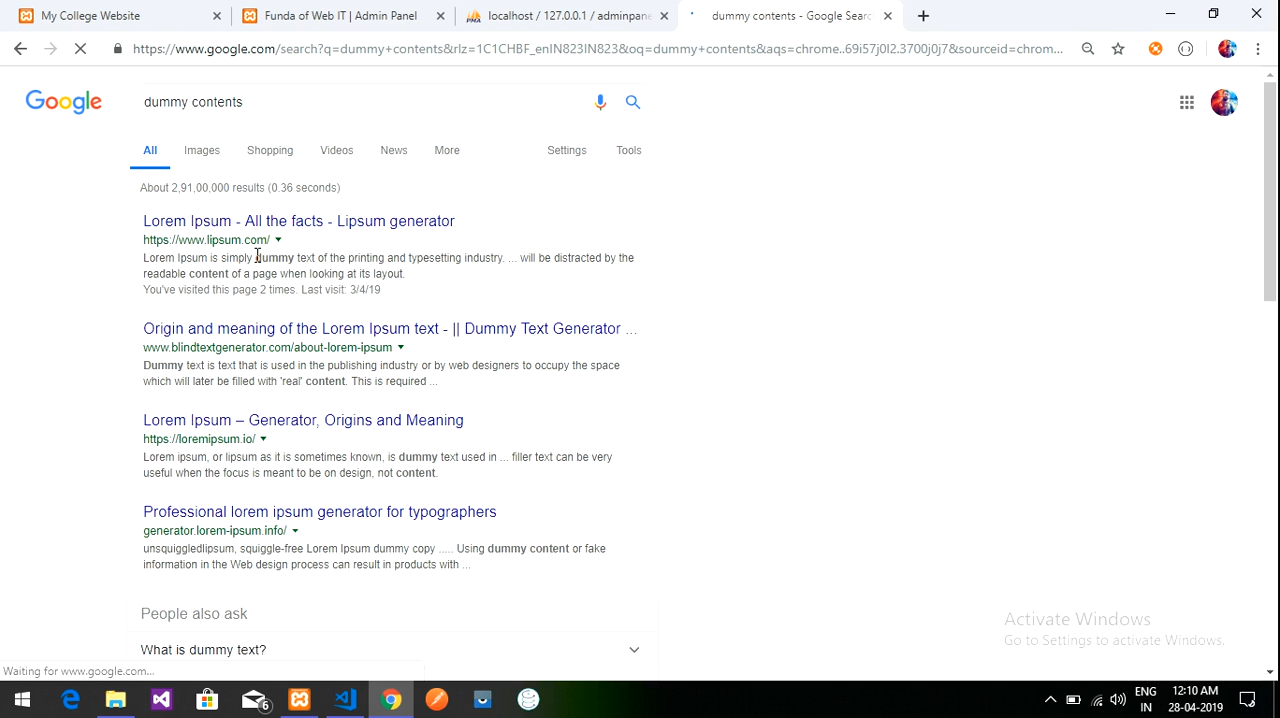 My College Website
Funda of Web IT | Admin Panel
localhost / 127.0.0.1 / adminpane
dummy contents - Google Searc
https://www.google.com/search?q=dummy+contents&rlz=1C1CHBF_enIN823IN823&oq=dummy+contents&aqs=chrome..69i57j0l2.3700j0j7&sourceid=chrom...
Google
dummy contents
All Images Shopping Videos News More Settings Tools
About 2,91,00,000 results (0.36 seconds)
Lorem Ipsum - All the facts - Lipsum generator
https://www.lipsum.com/
Lorem Ipsum is simply dummy text of the printing and typesetting industry. ... will be distracted by the
readable content of a page when looking at its layout.
You've visited this page 2 times. Last visit: 3/4/19
Origin and meaning of the Lorem Ipsum text - || Dummy Text Generator ...
www.blindtextgenerator.com/about-lorem-ipsum
Dummy text is text that is used in the publishing industry or by web designers to occupy the space
which will later be filled with 'real' content. This is required ...
Lorem Ipsum – Generator, Origins and Meaning
https://loremipsum.io/
Lorem ipsum, or lipsum as it is sometimes known, is dummy text used in ... filler text can be very
useful when the focus is meant to be on design, not content.
Professional lorem ipsum generator for typographers
generator.lorem-ipsum.info/
unsquiggledlipsum, squiggle-free Lorem Ipsum dummy copy ..... Using dummy content or fake
information in the Web design process can result in products with ...
People also ask
What is dummy text?
Activate Windows
Go to Settings to activate Windows.
Waiting for www.google.com...
6
ENG
IN
12:10 AM
28-04-2019